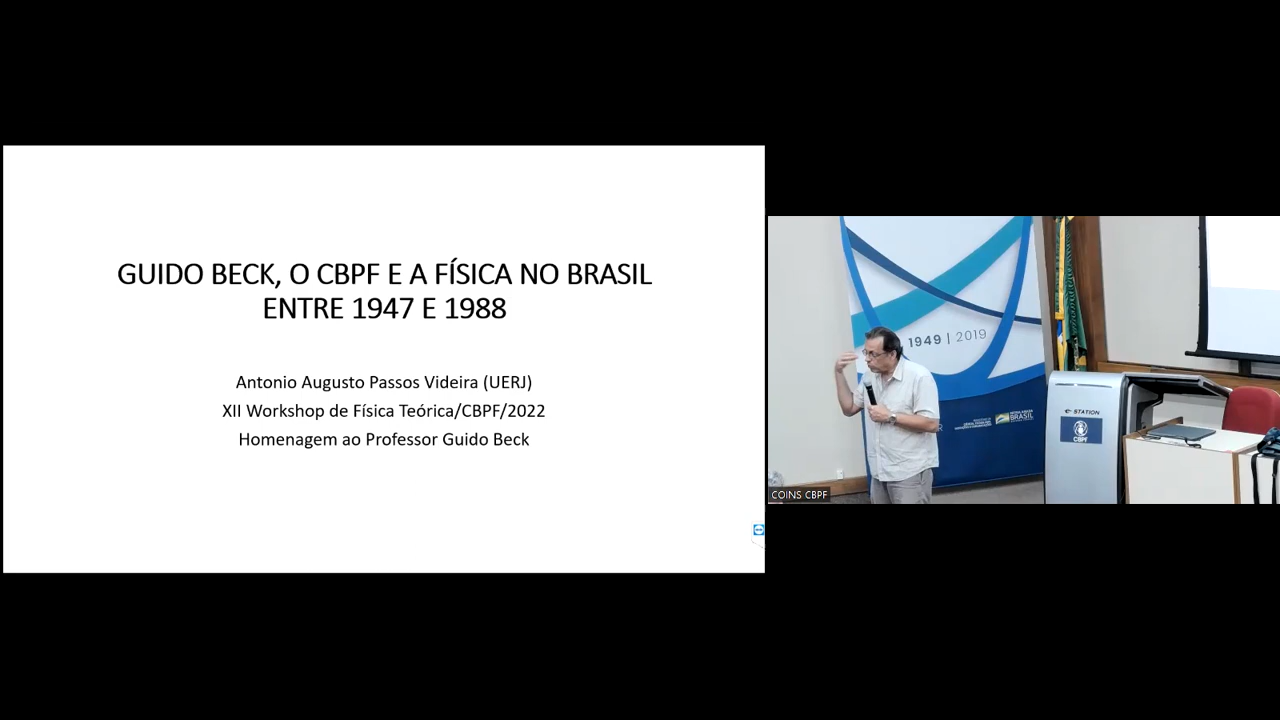 GUIDO BECK, O CBPF E A FÍSICA NO BRASIL
ENTRE 1947 E 1988
Antonio Augusto Passos Videira (UERJ)
XII Workshop de Física Teórica/CBPF/2022
Homenagem ao Professor Guido Beck
1949 | 2019
BRASIL
STATION
CBPF
COINS CBPF